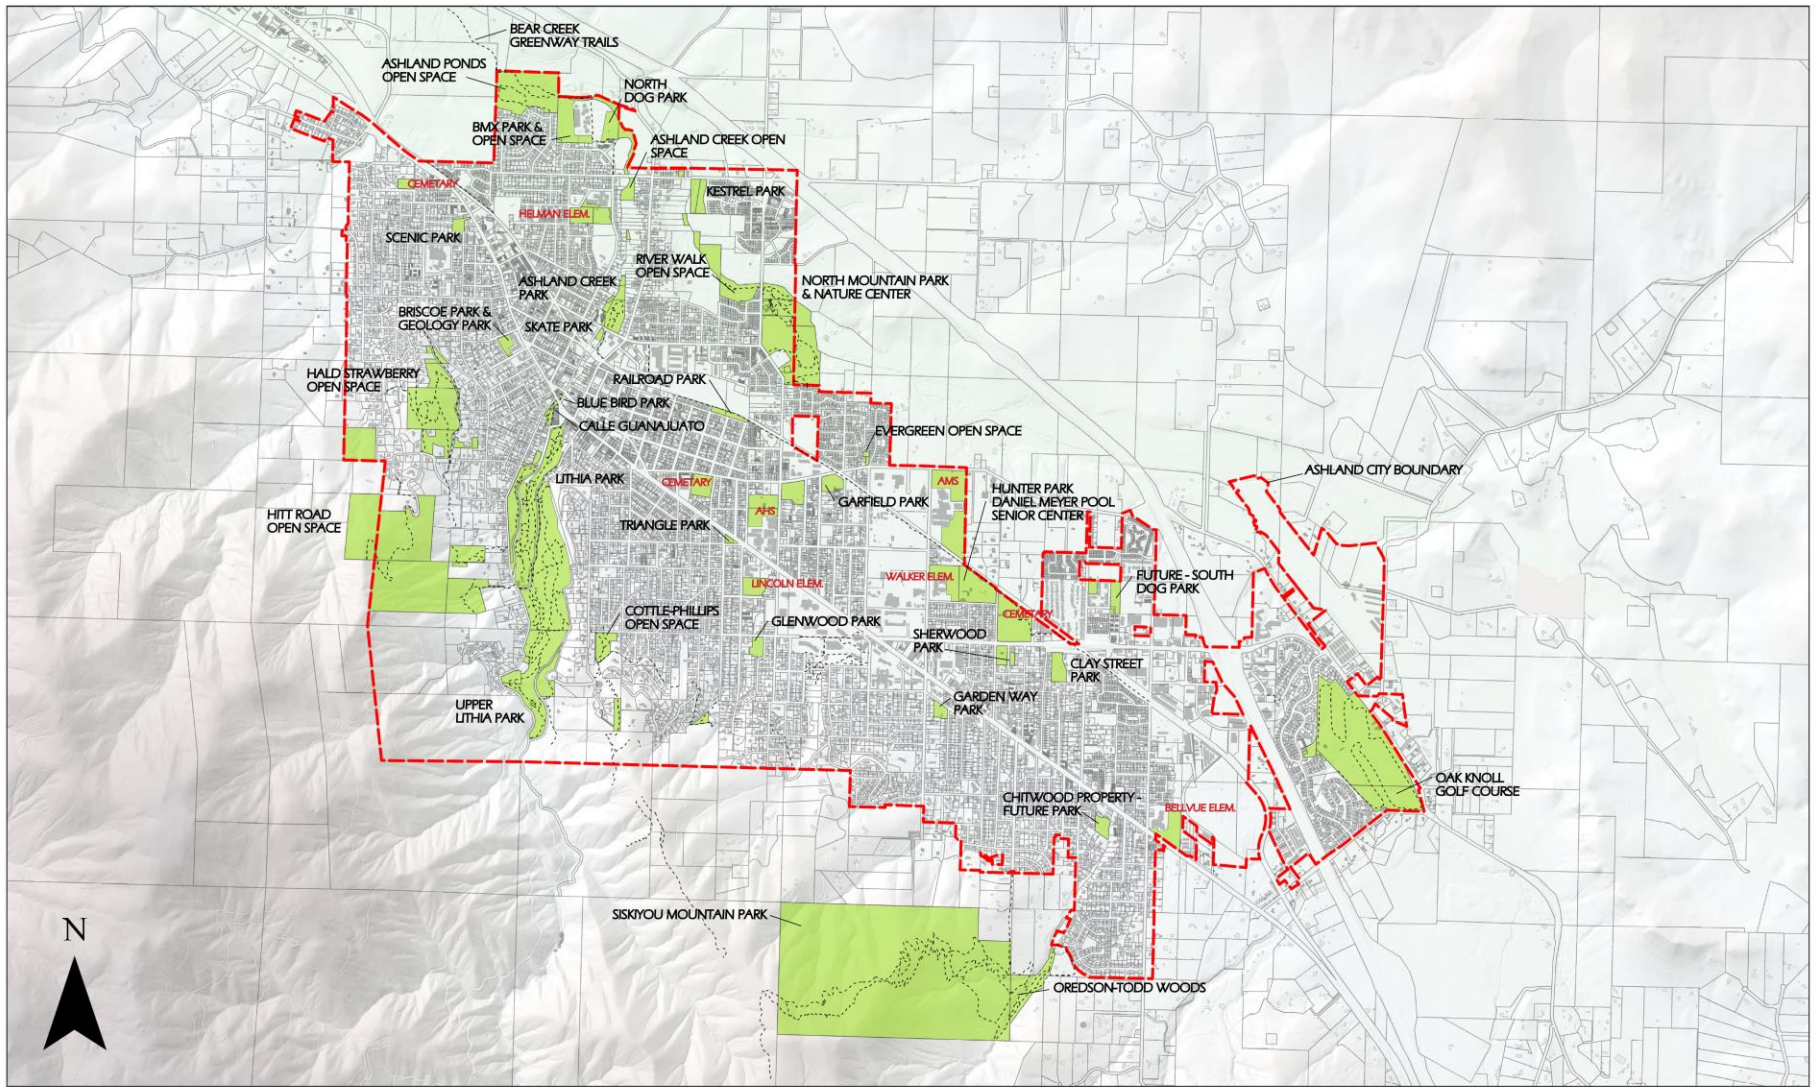 BEAR CREEK
GREENWAY TRAILS
ASHLAND PONDS
OPEN SPACE
NORTH
DOG PARK
BMX PARK &
OPEN SPACE
ASHLAND CREEK OPEN
SPACE
CEMETARY
KESTREL PARK
HELMAN ELEM.
SCENIC PARK
RIVER WALK
OPEN SPACE
ASHLAND CREEK
PARK
NORTH MOUNTAIN PARK
& NATURE CENTER
BRISCOE PARK &
GEOLOGY PARK
SKATE PARK
HALD STRAWBERRY
OPEN SPACE
RAILROAD PARK
BLUE BIRD PARK
CALLE GUANAJUATO
EVERGREEN OPEN SPACE
ASHLAND CITY BOUNDARY
LITHIA PARK
CEMETARY
AMS
HUNTER PARK
DANIEL MEYER POOL
SENIOR CENTER
GARFIELD PARK
AHS
HITT ROAD
OPEN SPACE
TRIANGLE PARK
LINCOLN ELEM.
WALKER ELEM.
FUTURE - SOUTH
DOG PARK
COTTLE-PHILLIPS
OPEN SPACE
GLENWOOD PARK
CEMETARY
SHERWOOD
PARK
CLAY STREET
PARK
UPPER
LITHIA PARK
GARDEN WAY
PARK
OAK KNOLL
GOLF COURSE
CHITWOOD PROPERTY -
FUTURE PARK
BELLVUE ELEM.
SISKIYOU MOUNTAIN PARK
N
OREDSON-TODD WOODS